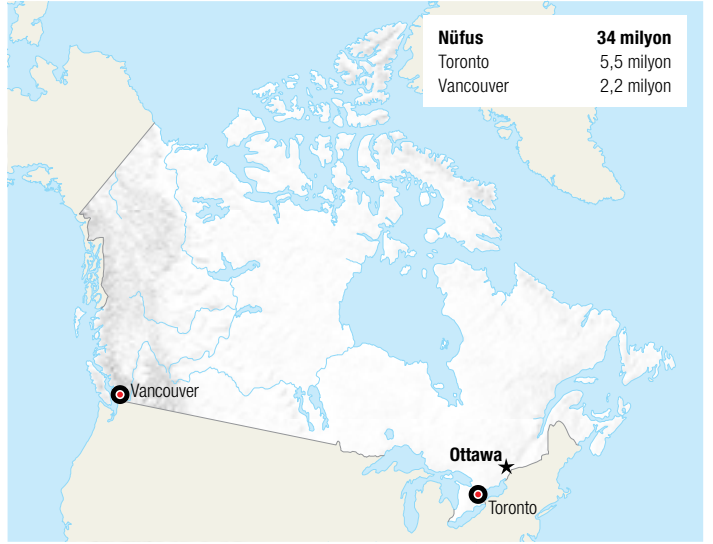 Nüfus 34 milyon
Toronto 5,5 milyon
Vancouver 2,2 milyon
Vancouver
Ottawa
Toronto